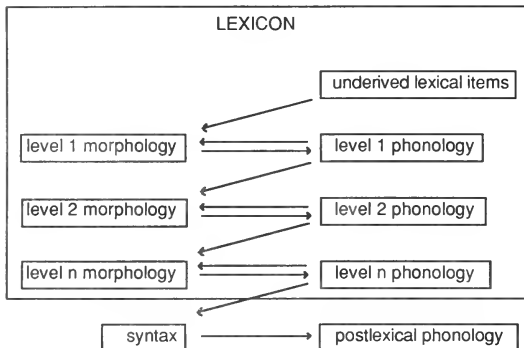 LEXICON
underived lexical items
level 1 morphology
level 1 phonology
level 2 morphology
level 2 phonology
level n morphology
level n phonology
syntax
postlexical phonology